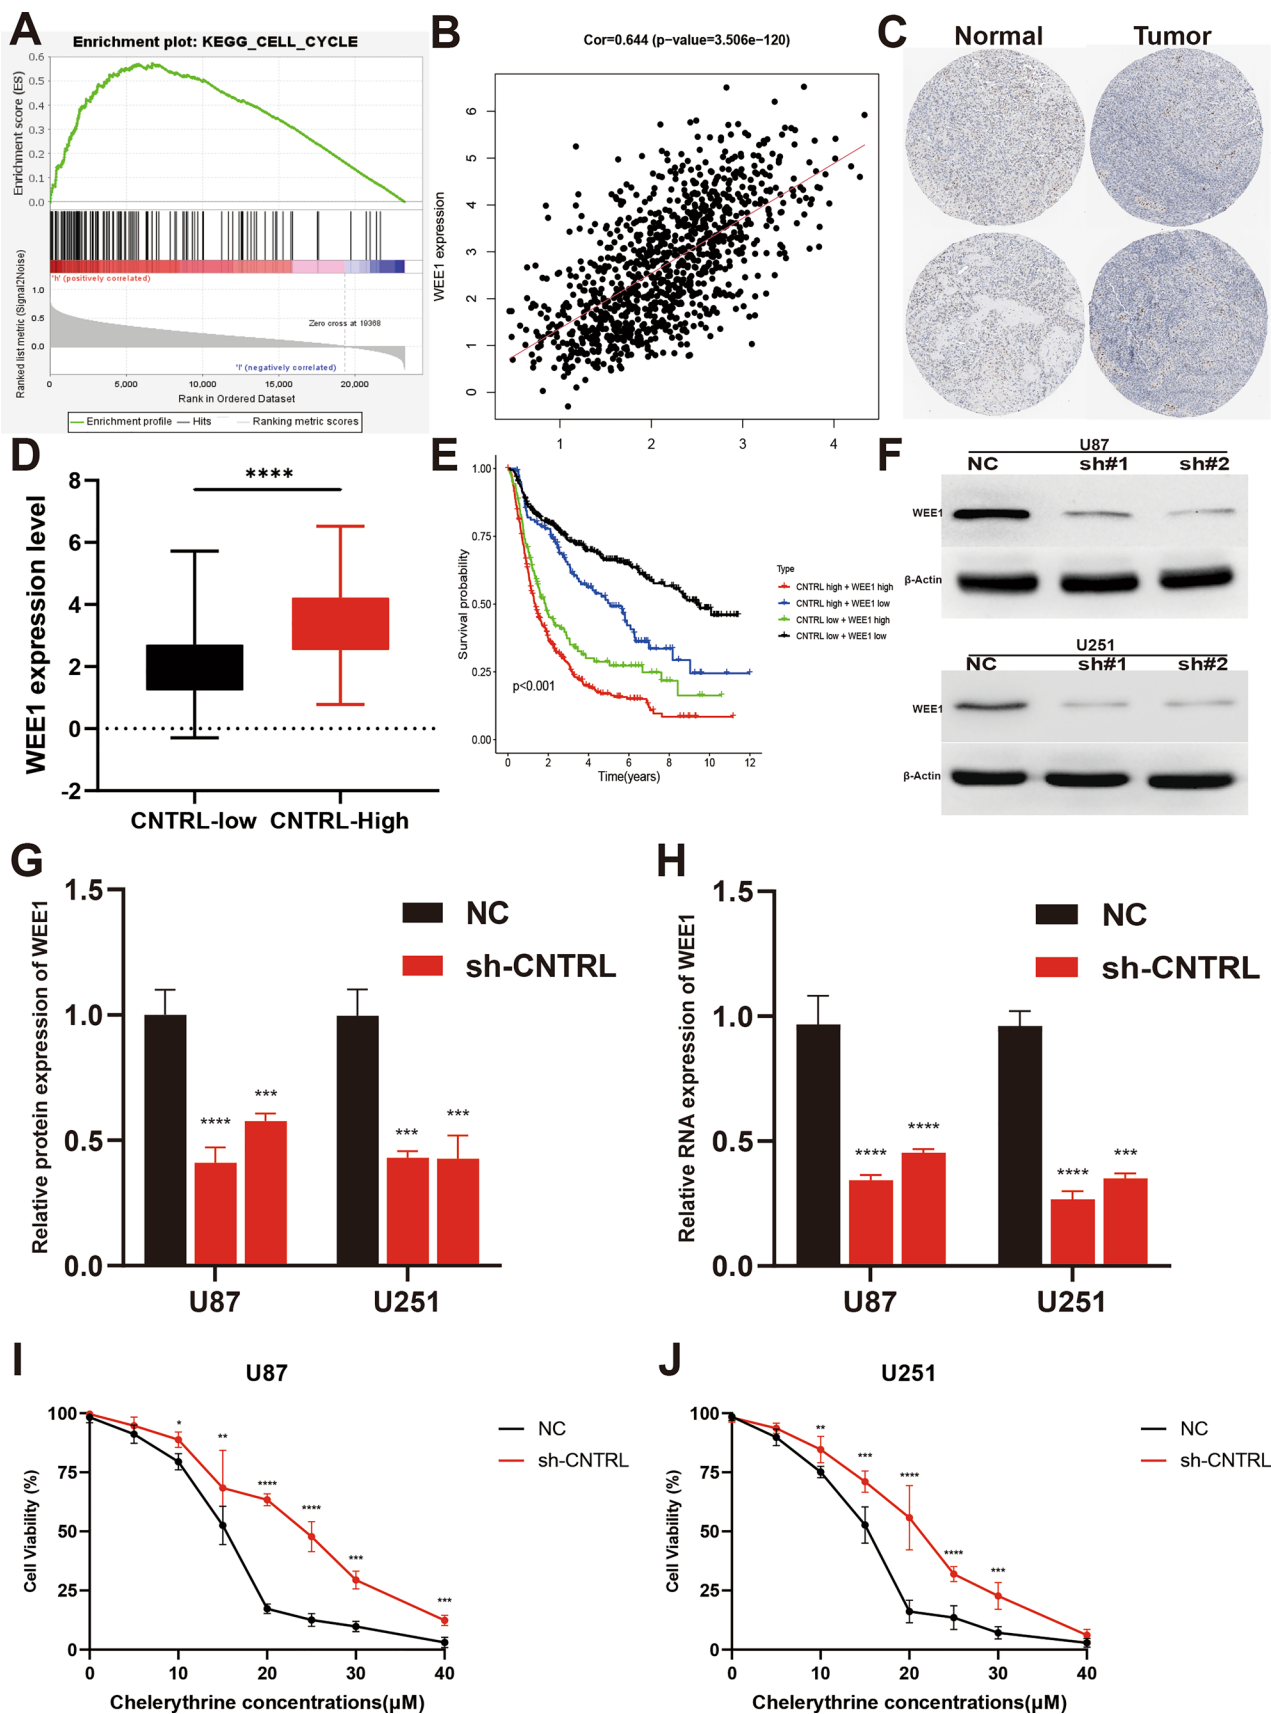 A
Enrichment plot: KEGG_CELL_CYCLE
Enrichment score (ES)
0.6
0.5
0.4
0.3
0.2
0.1
0.0
'h' (positively correlated)
Ranked list metric (Signal2Noise)
1.0
0.5
0.0
Zero cross at 19368
'l' (negatively correlated)
0 5,000 10,000 15,000 20,000
Rank in Ordered Dataset
Enrichment profile Hits Ranking metric scores
B
Cor=0.644 (p-value=3.506e-120)
WEE1 expression
6
5
4
3
2
1
0
1 2 3 4
C
Normal Tumor
D
WEE1 expression level
8
6
4
2
0
-2
****
CNTRL-low CNTRL-High
E
Survival probability
1.00
0.75
0.50
0.25
0.00
p<0.001
0 2 4 6 8 10 12
Time(years)
Type
CNTRL high + WEE1 high
CNTRL high + WEE1 low
CNTRL low + WEE1 high
CNTRL low + WEE1 low
F
U87
NC sh#1 sh#2
WEE1
β-Actin
U251
NC sh#1 sh#2
WEE1
β-Actin
G
Relative protein expression of WEE1
1.5
1.0
0.5
0.0
NC
sh-CNTRL
**** *** *** ***
U87 U251
H
Relative RNA expression of WEE1
1.5
1.0
0.5
0.0
NC
sh-CNTRL
**** **** **** ***
U87 U251
I
U87
Cell Viability (%)
100
75
50
25
0
* ** **** **** *** ***
NC
sh-CNTRL
0 10 20 30 40
Chelerythrine concentrations(μM)
J
U251
Cell Viability (%)
100
75
50
25
0
** *** **** **** ***
NC
sh-CNTRL
0 10 20 30 40
Chelerythrine concentrations(μM)